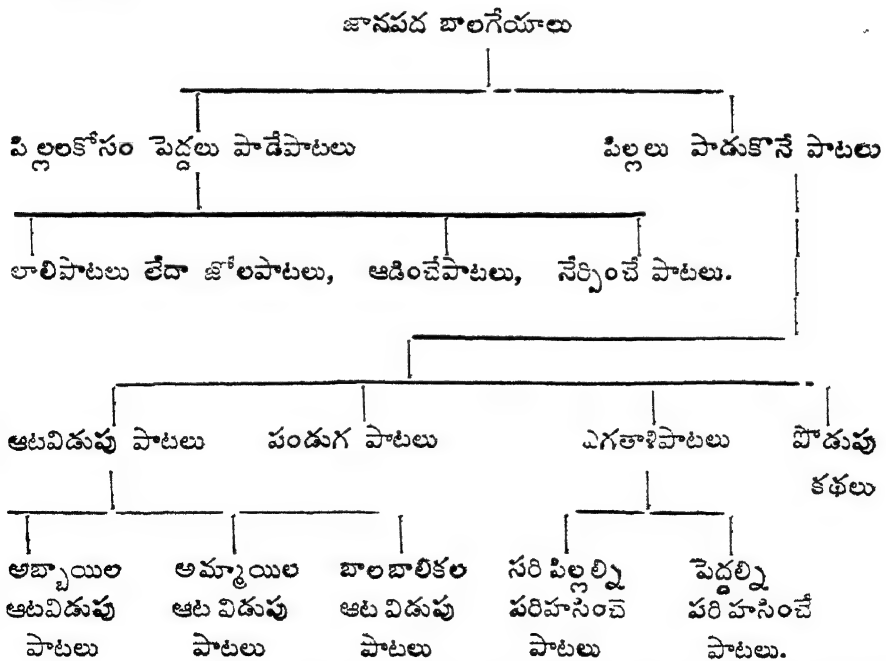 జానపద బాలగేయాలు
పిల్లలకోసం పెద్దలు పాడేపాటలు పిల్లలు పాడుకొనే పాటలు
లాలిపాటలు లేదా జోలపాటలు, ఆడించేపాటలు, నేర్పించే పాటలు.
ఆటవిడుపు పాటలు పండుగ పాటలు ఎగతాళిపాటలు పొడుపు
కథలు
అబ్బాయిల అమ్మాయిల బాలబాలికల సరి పిల్లల్ని పెద్దల్ని
ఆటవిడుపు ఆట విడుపు ఆట విడుపు పరిహసించే పరి హసించే
పాటలు పాటలు పాటలు పాటలు పాటలు.